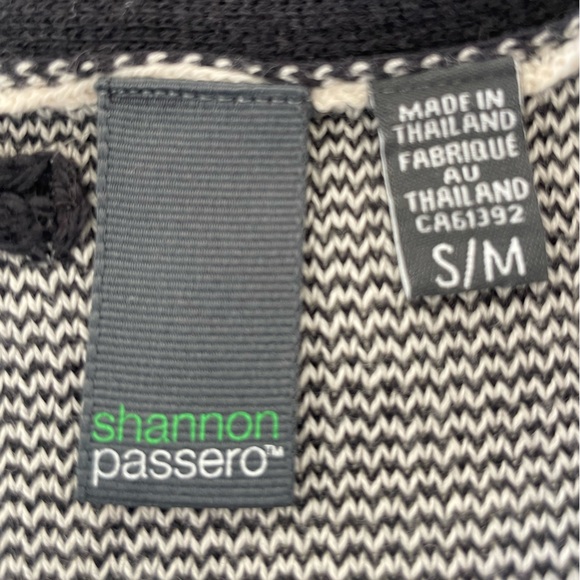 shannon
passero™
MADE IN
THAILAND
FABRIQUÉ
AU
THAILAND
CA61392
S/M